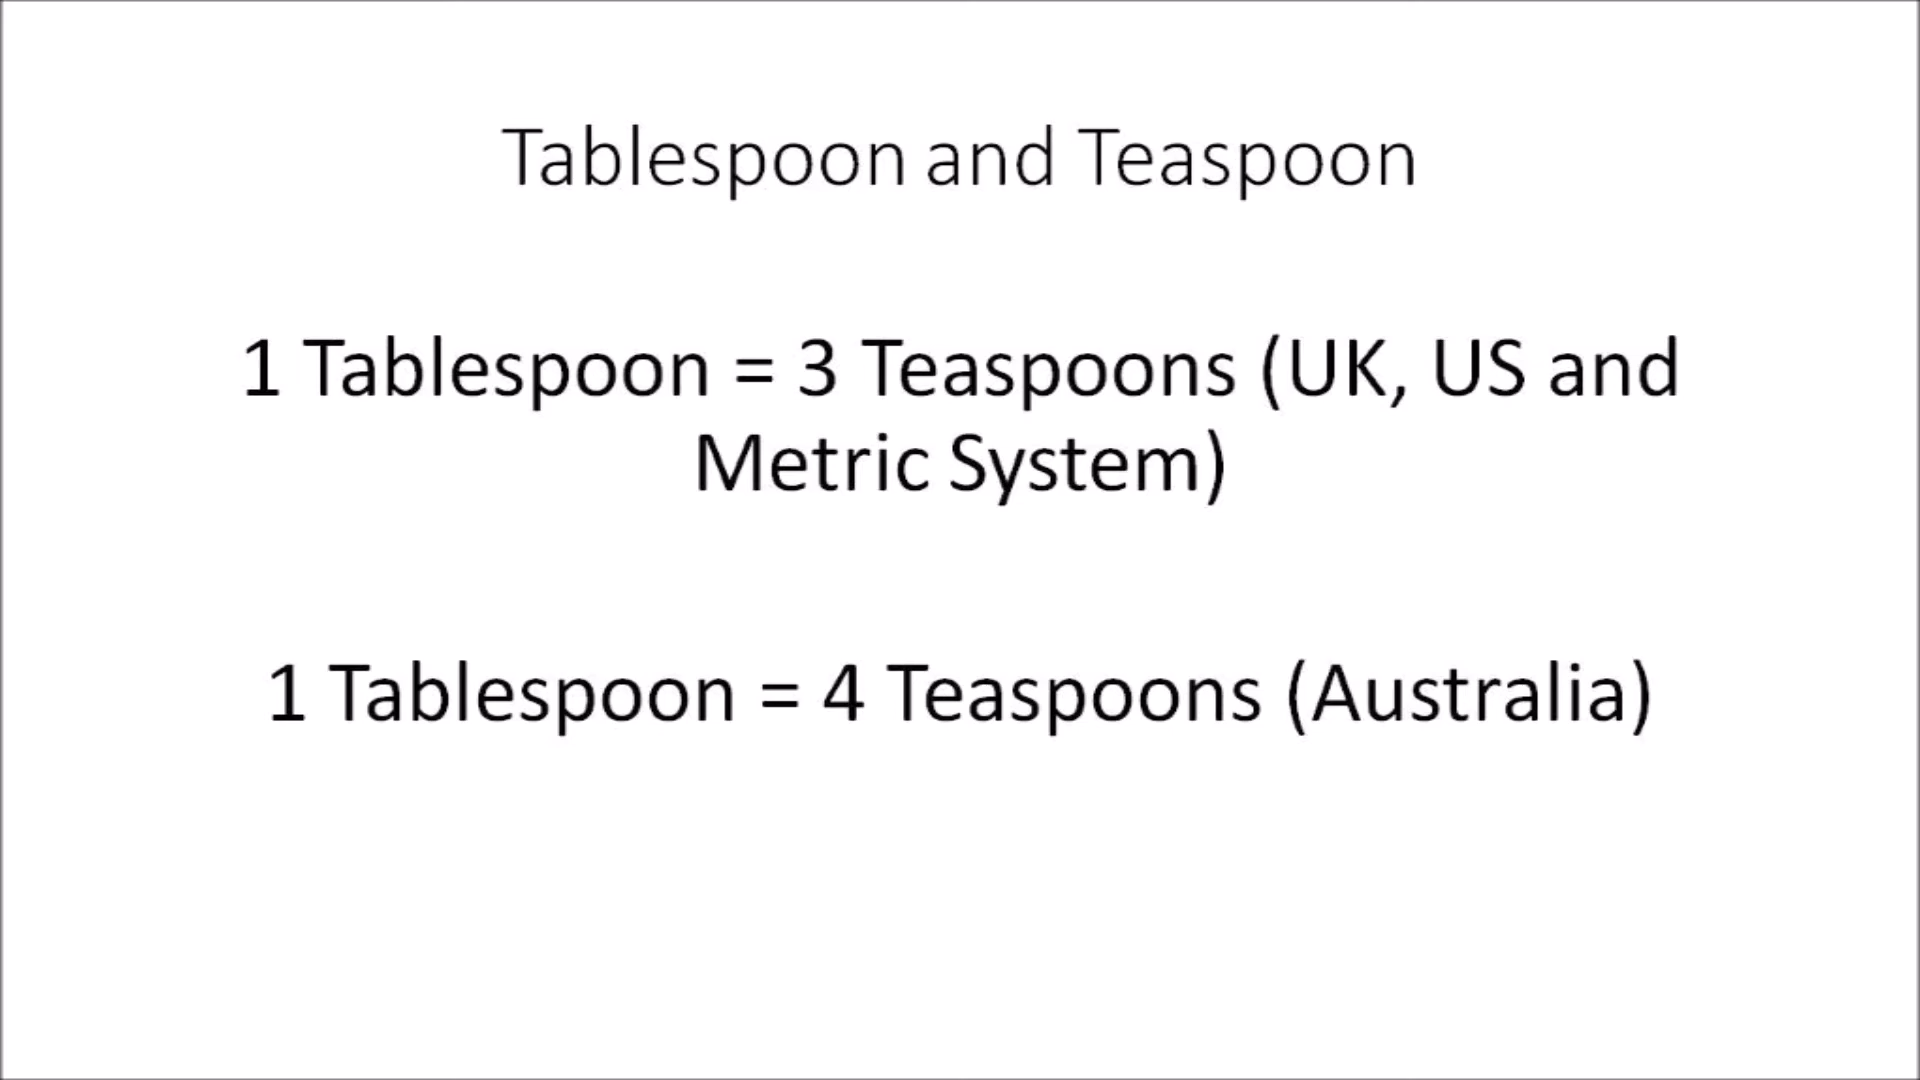 Tablespoon and Teaspoon
1 Tablespoon = 3 Teaspoons (UK, US and
Metric System)
1 Tablespoon = 4 Teaspoons (Australia)